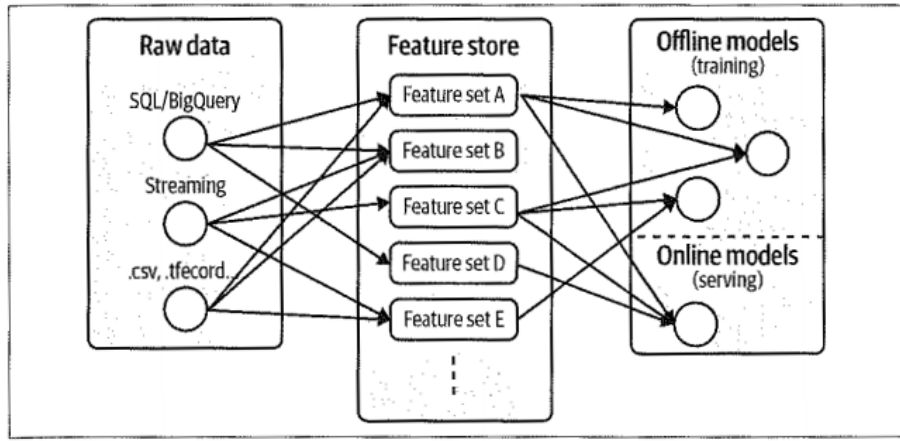 Raw data
SQL/BigQuery
Streaming
.csv, .tfecord...
Feature store
Feature set A
Feature set B
Feature set C
Feature set D
Feature set E
Offline models
(training)
Online models
(serving)